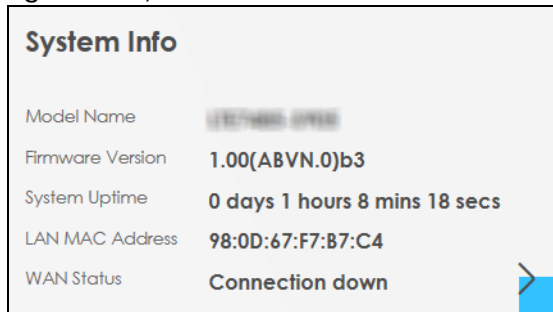 System Info
Model Name
Firmware Version 1.00(ABVN.0)b3
System Uptime 0 days 1 hours 8 mins 18 secs
LAN MAC Address 98:0D:67:F7:B7:C4
WAN Status Connection down